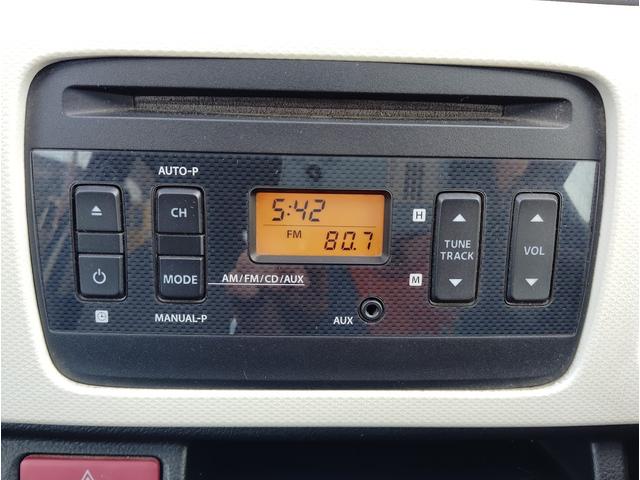 AUTO-P
CH
5:42
FM
80.7
H
TUNE
TRACK
VOL
MODE
AM/FM/CD/AUX
M
MANUAL-P
AUX